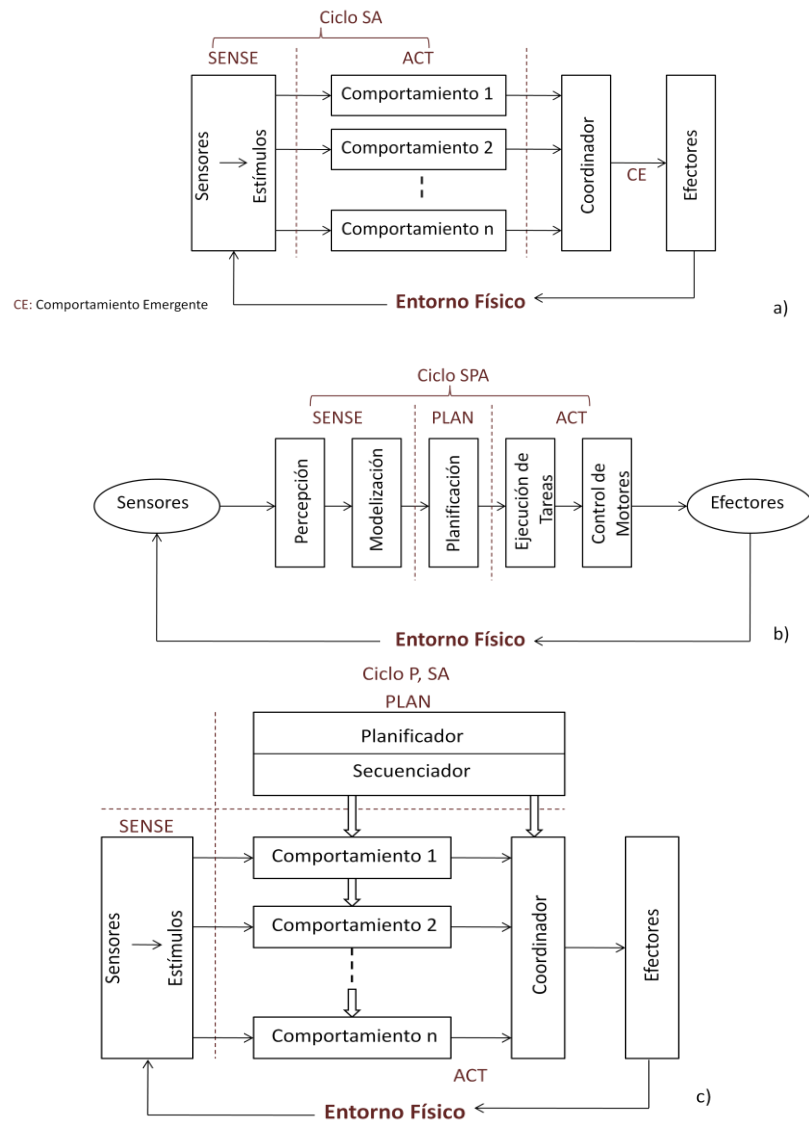 Ciclo SA
SENSE
ACT
Sensores
Estímulos
Comportamiento 1
Comportamiento 2
Comportamiento n
Coordinador
CE
Efectores
Entorno Físico
CE: Comportamiento Emergente
a)
Ciclo SPA
SENSE
PLAN
ACT
Sensores
Percepción
Modelización
Planificación
Ejecución de
Tareas
Control de
Motores
Efectores
Entorno Físico
b)
Ciclo P, SA
PLAN
Planificador
Secuenciador
SENSE
Sensores
Estímulos
Comportamiento 1
Comportamiento 2
Comportamiento n
Coordinador
Efectores
ACT
Entorno Físico
c)